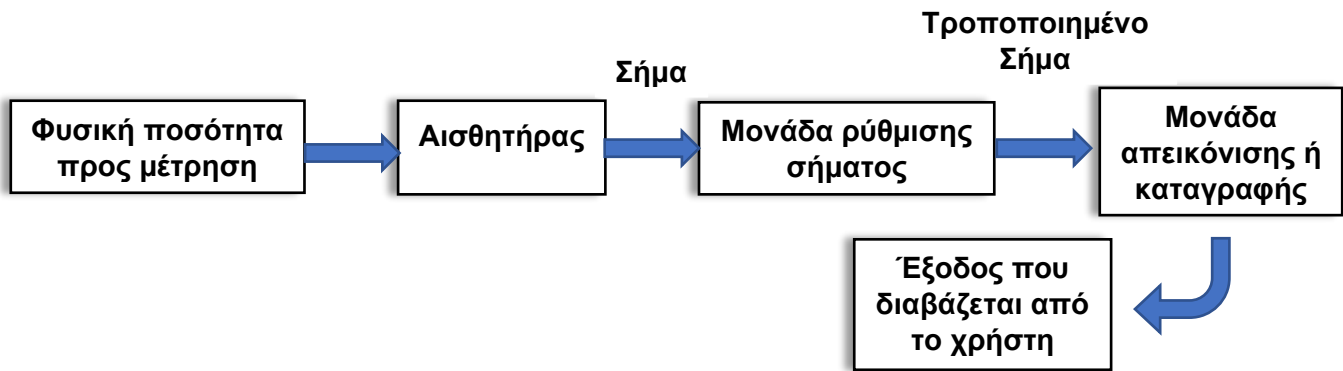 Τροποποιημένο
Σήμα
Σήμα
Φυσική ποσότητα
προς μέτρηση
Αισθητήρας
Μονάδα ρύθμισης
σήματος
Μονάδα
απεικόνισης ή
καταγραφής
Έξοδος που
διαβάζεται από
το χρήστη